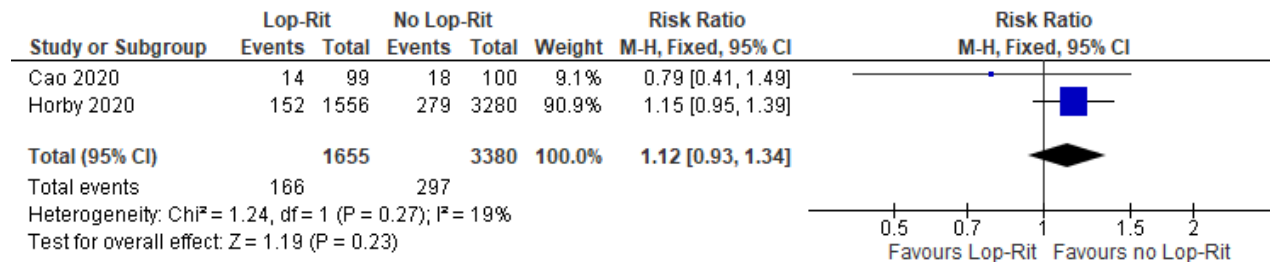 Lop-Rit No Lop-Rit Risk Ratio Risk Ratio
Study or Subgroup Events Total Events Total Weight M-H, Fixed, 95% CI M-H, Fixed, 95% CI
Cao 2020 14 99 18 100 9.1% 0.79 [0.41, 1.49]
Horby 2020 152 1556 279 3280 90.9% 1.15 [0.95, 1.39]
Total (95% CI) 1655 3380 100.0% 1.12 [0.93, 1.34]
Total events 166 297
Heterogeneity: Chi² = 1.24, df = 1 (P = 0.27); I² = 19%
Test for overall effect: Z = 1.19 (P = 0.23)
0.5 0.7 1 1.5 2
Favours Lop-Rit Favours no Lop-Rit